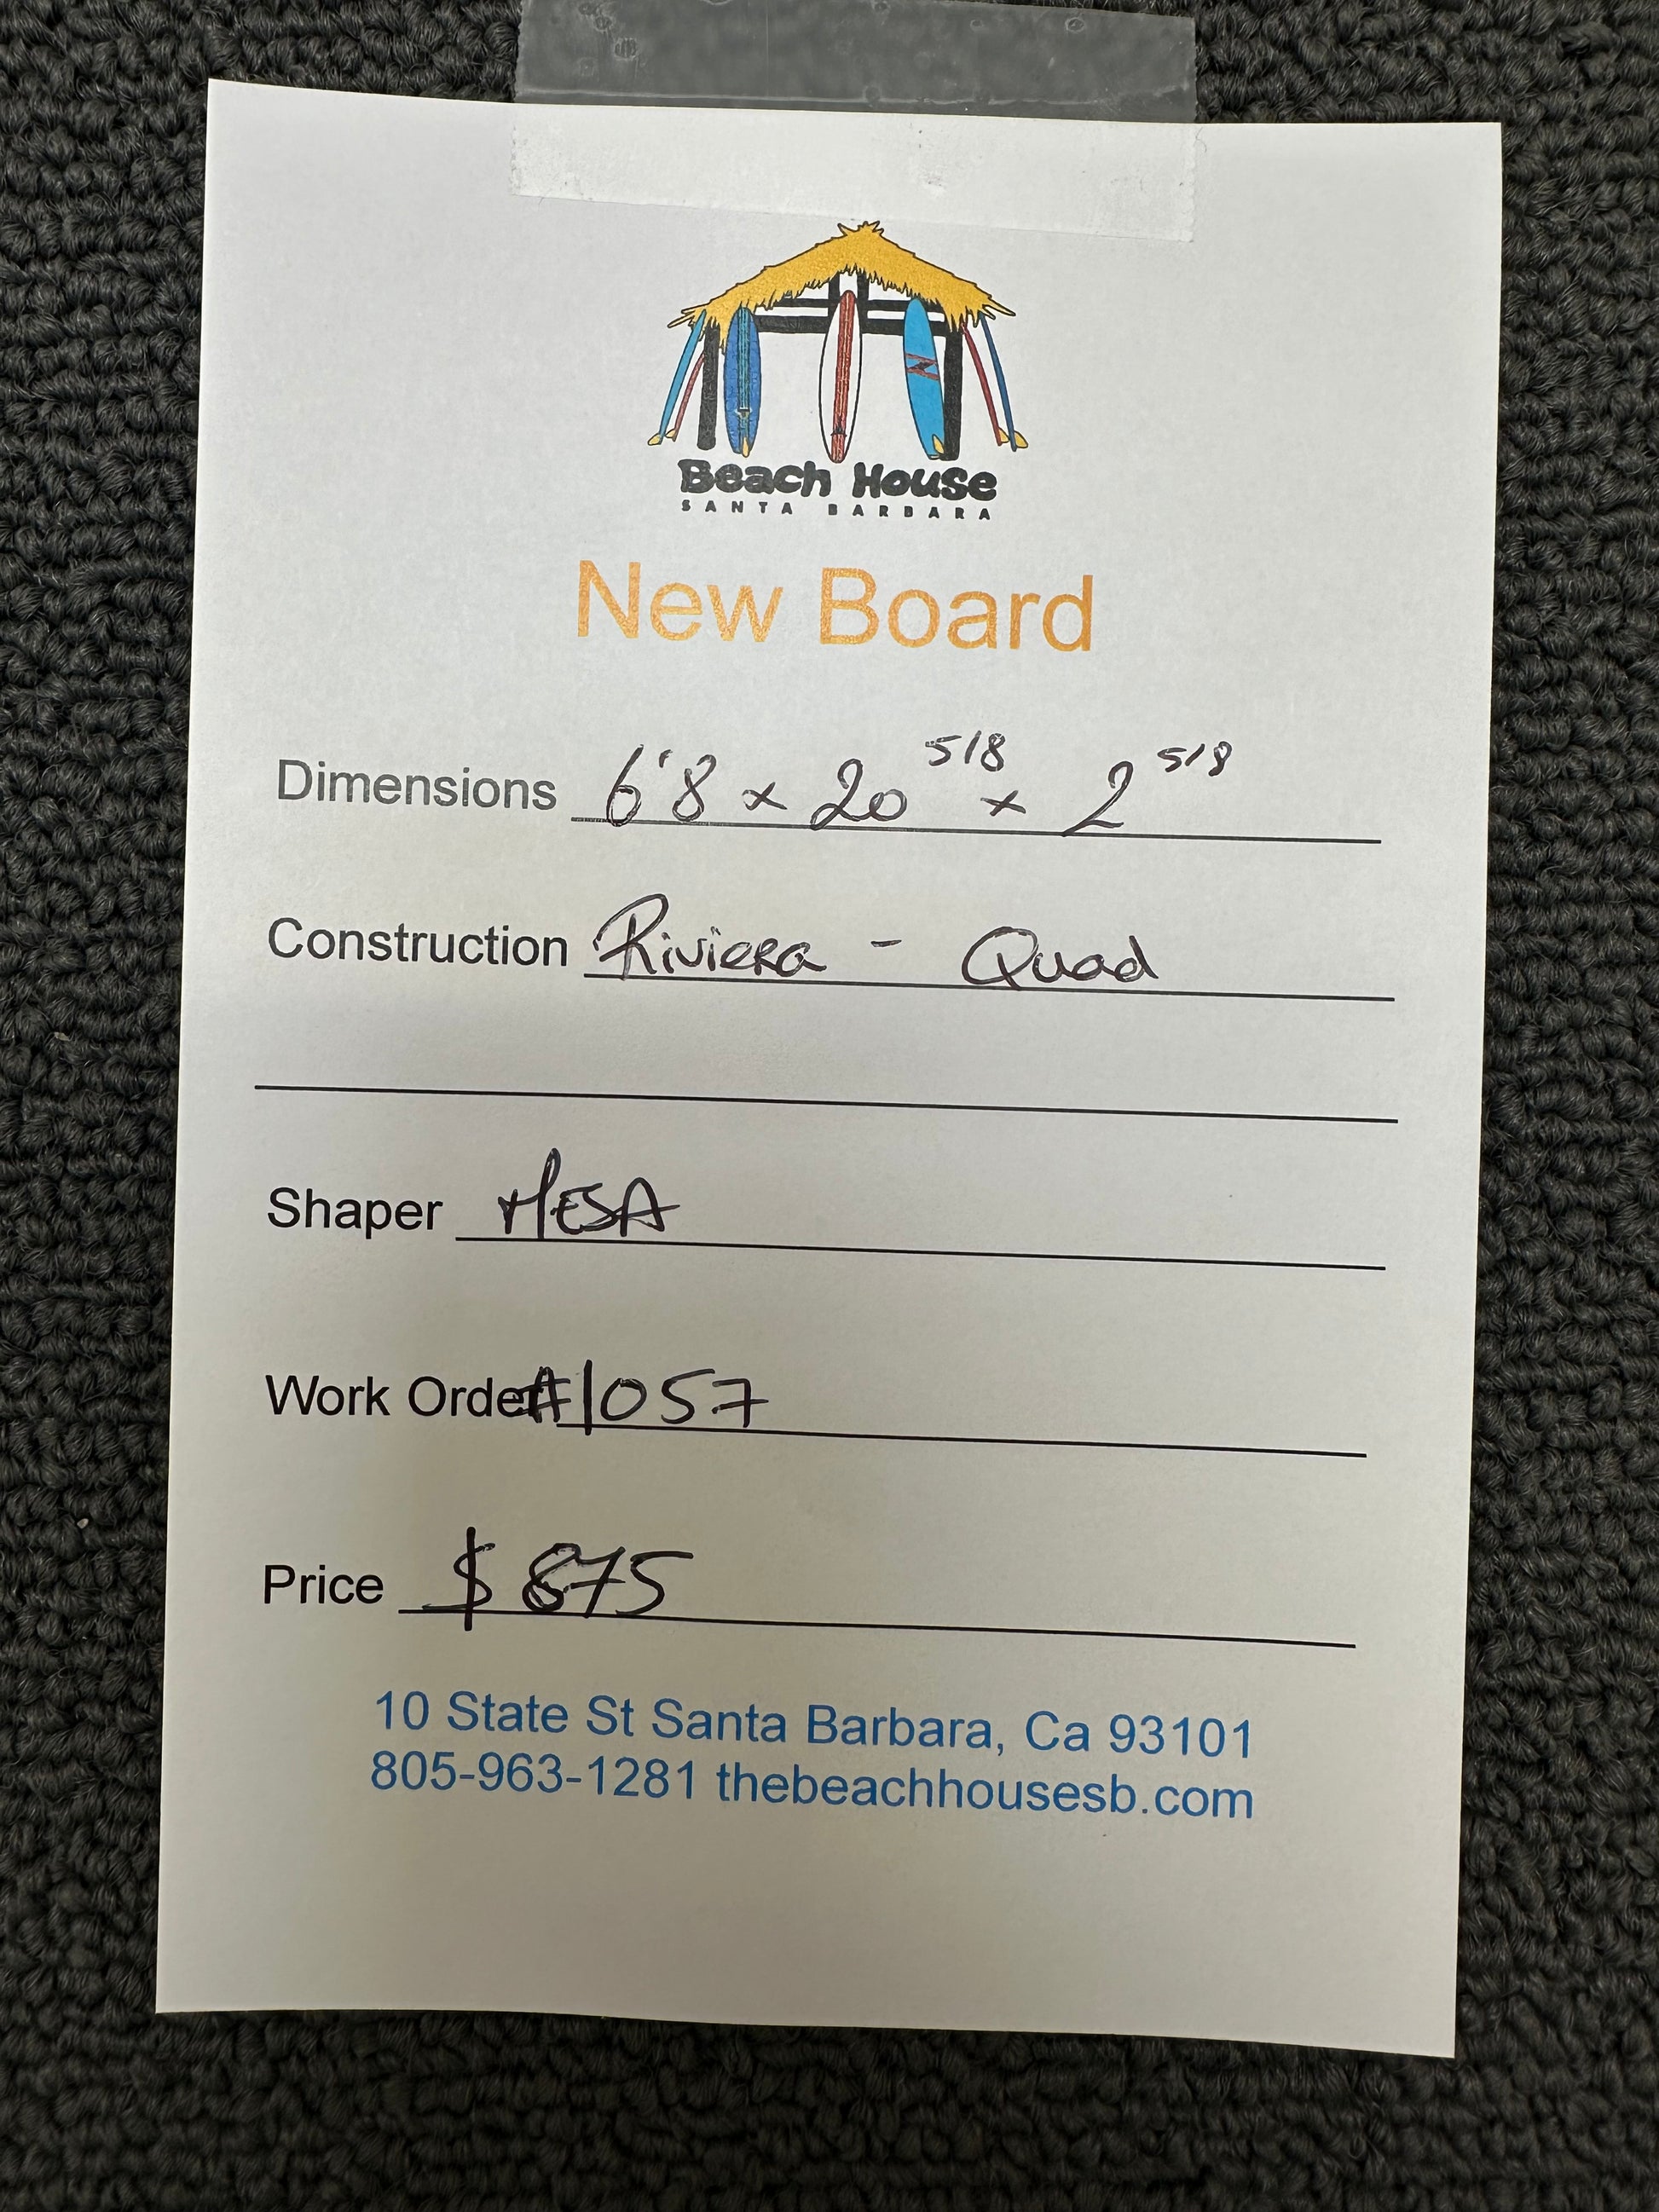 Beach House
SANTA BARBARA
New Board
Dimensions 6'8 x 20 5/8 x 2 5/8
Construction Riviera - Quad
Shaper MESA
Work Order #1057
Price $875
10 State St Santa Barbara, Ca 93101
805-963-1281 thebeachhousesb.com